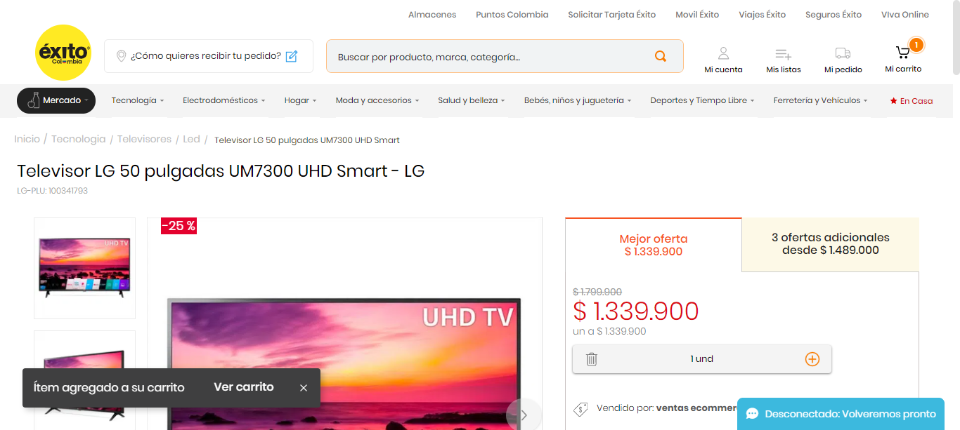 Almacenes Puntos Colombia Solicitar Tarjeta Éxito Movil Éxito Viajes Éxito Seguros Éxito VIva Online
éxito
Colombia
¿Cómo quieres recibir tu pedido?
Buscar por producto, marca, categoría...
1
Mi cuenta Mis listas Mi pedido Mi carrito
Mercado Tecnología Electrodomésticos Hogar Moda y accesorios Salud y belleza Bebés, niños y juguetería Deportes y Tiempo Libre Ferretería y Vehículos En Casa
Inicio / Tecnologia / Televisores / Led / Televisor LG 50 pulgadas UM7300 UHD Smart
Televisor LG 50 pulgadas UM7300 UHD Smart - LG
LG-PLU: 100341793
-25 %
UHD TV
UHD TV
Mejor oferta
$ 1.339.900
3 ofertas adicionales
desde $ 1.489.000
$ 1.799.900
$ 1.339.900
un a $ 1.339.900
1 und
Ítem agregado a su carrito Ver carrito ×
Vendido por: ventas ecommer
Desconectado: Volveremos pronto